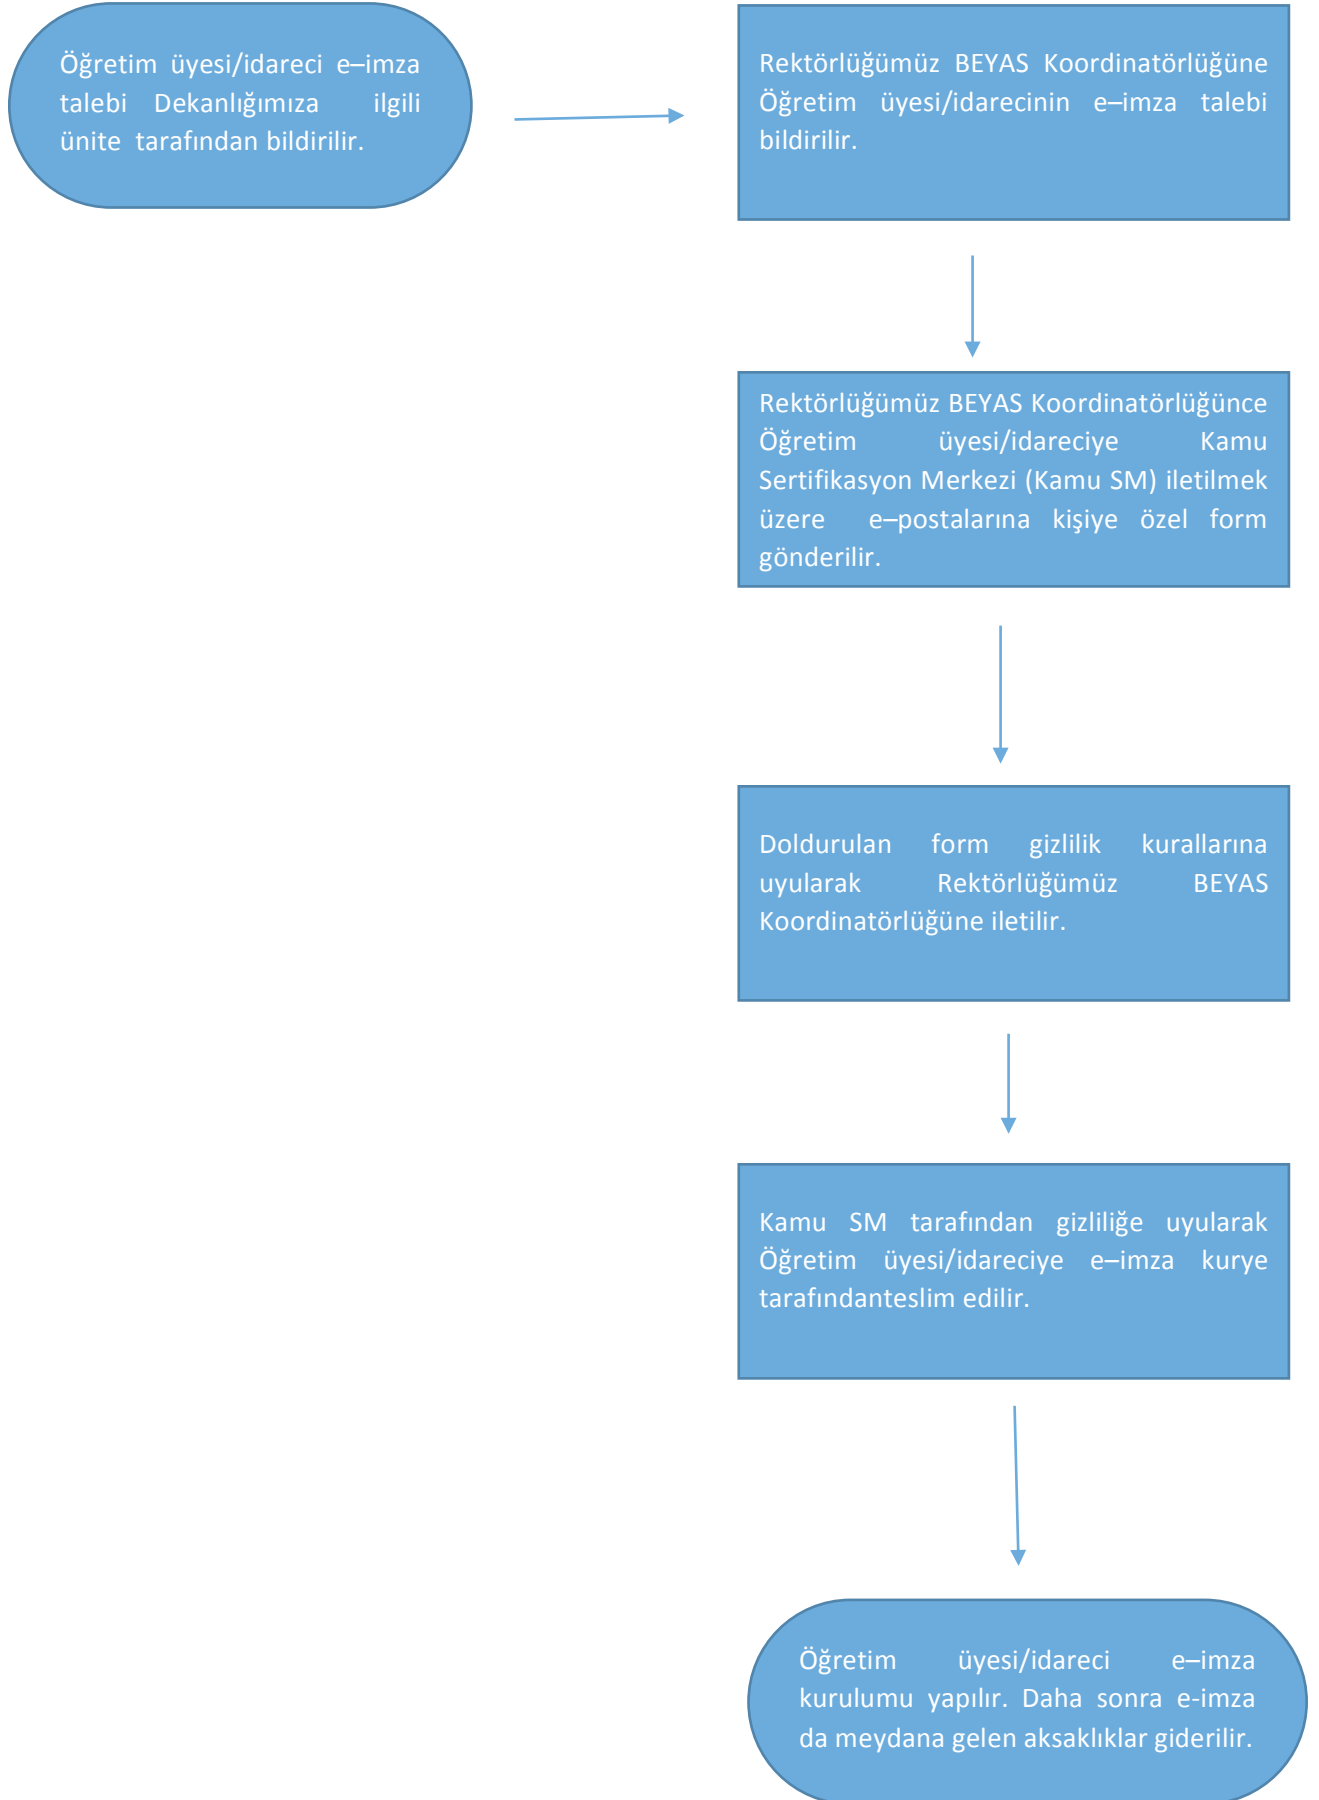 Öğretim üyesi/idareci e–imza
talebi Dekanlığımıza ilgili
ünite tarafından bildirilir.
Rektörlüğümüz BEYAS Koordinatörlüğüne
Öğretim üyesi/idarecinin e–imza talebi
bildirilir.
Rektörlüğümüz BEYAS Koordinatörlüğünce
Öğretim üyesi/idareciye Kamu
Sertifikasyon Merkezi (Kamu SM) iletilmek
üzere e–postalarına kişiye özel form
gönderilir.
Doldurulan form gizlilik kurallarına
uyularak Rektörlüğümüz BEYAS
Koordinatörlüğüne iletilir.
Kamu SM tarafından gizliliğe uyularak
Öğretim üyesi/idareciye e–imza kurye
tarafındanteslim edilir.
Öğretim üyesi/idareci e–imza
kurulumu yapılır. Daha sonra e-imza
da meydana gelen aksaklıklar giderilir.